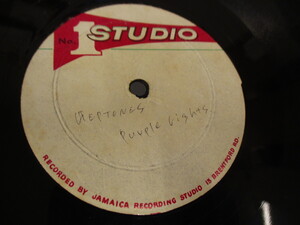 No. 1 STUDIO
HEPTONES
Purple Lights
RECORDED BY JAMAICA RECORDING STUDIO 13 BRENTFORD RD.